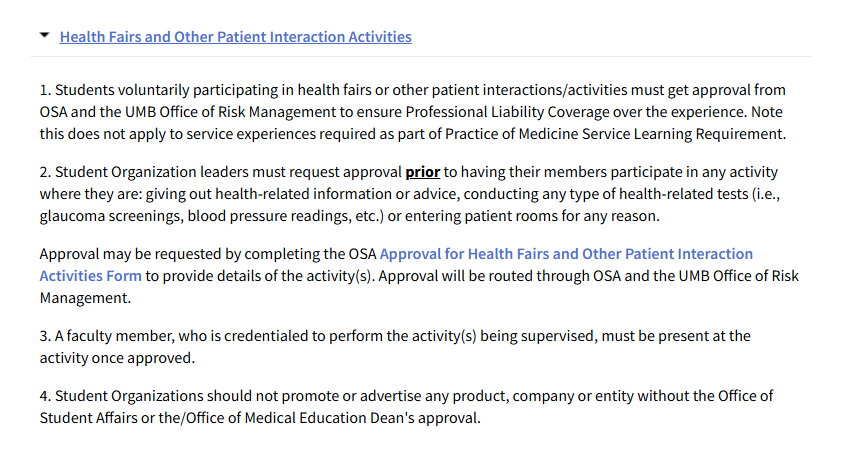 Health Fairs and Other Patient Interaction Activities
1. Students voluntarily participating in health fairs or other patient interactions/activities must get approval from
OSA and the UMB Office of Risk Management to ensure Professional Liability Coverage over the experience. Note
this does not apply to service experiences required as part of Practice of Medicine Service Learning Requirement.
2. Student Organization leaders must request approval prior to having their members participate in any activity
where they are: giving out health-related information or advice, conducting any type of health-related tests (i.e.,
glaucoma screenings, blood pressure readings, etc.) or entering patient rooms for any reason.
Approval may be requested by completing the OSA Approval for Health Fairs and Other Patient Interaction
Activities Form to provide details of the activity(s). Approval will be routed through OSA and the UMB Office of Risk
Management.
3. A faculty member, who is credentialed to perform the activity(s) being supervised, must be present at the
activity once approved.
4. Student Organizations should not promote or advertise any product, company or entity without the Office of
Student Affairs or the/Office of Medical Education Dean's approval.